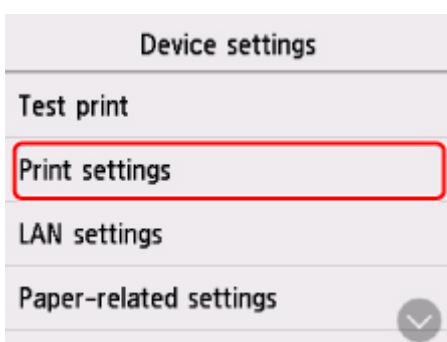 Device settings
Test print
Print settings
LAN settings
Paper-related settings